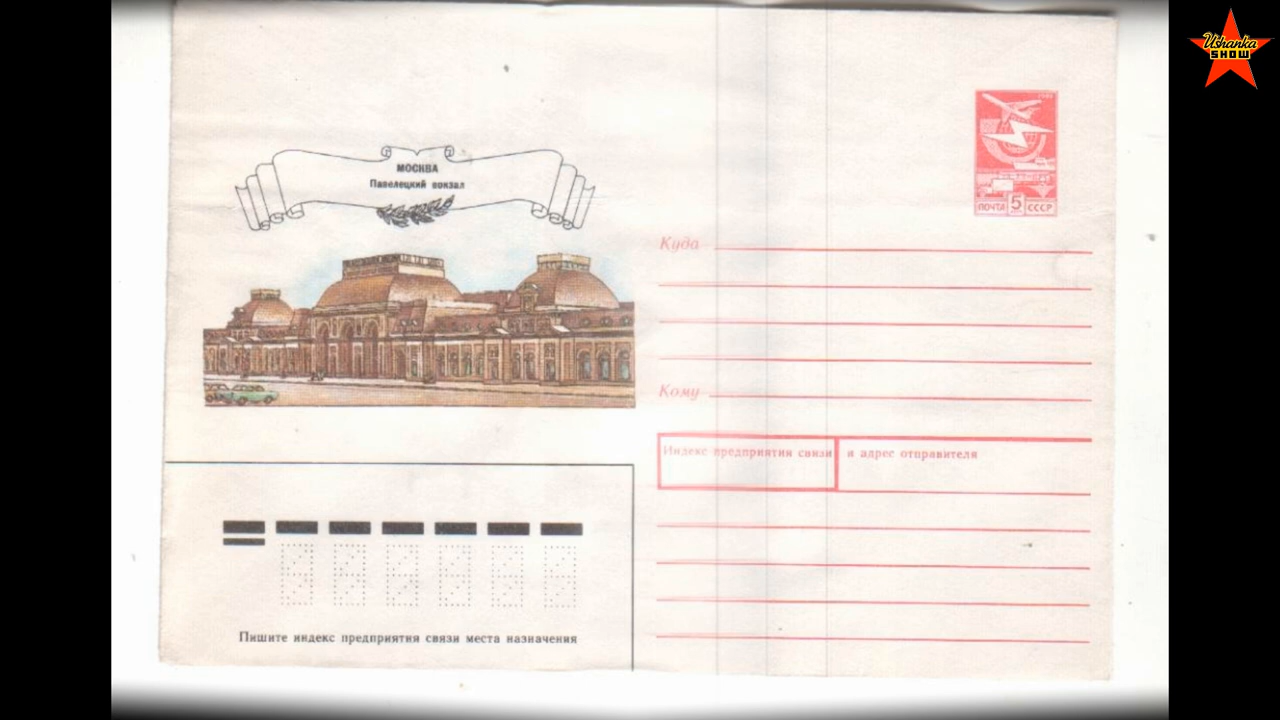 Ushanka
SHOW
МОСКВА
Павелецкий вокзал
ПОЧТА 5 СССР
Куда
Кому
Индекс предприятия связи и адрес отправителя
Пишите индекс предприятия связи места назначения